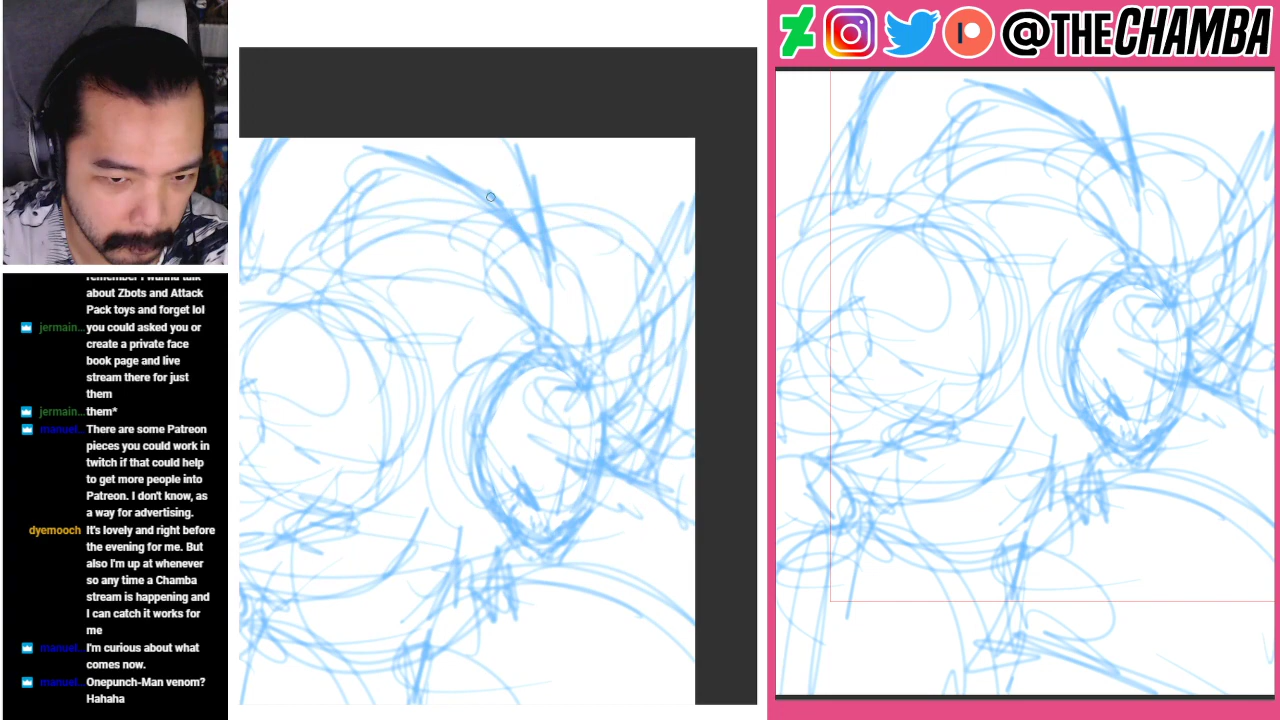 @THECHAMBA
remember I wanna talk
about Zbots and Attack
Pack toys and forget lol
jermain... you could asked you or
create a private face
book page and live
stream there for just
them
jermain... them*
manuel... There are some Patreon
pieces you could work in
twitch if that could help
to get more people into
Patreon. I don't know, as
a way for advertising.
dyemooch It's lovely and right before
the evening for me. But
also I'm up at whenever
so any time a Chamba
stream is happening and
I can catch it works for
me
manuel... I'm curious about what
comes now.
manuel... Onepunch-Man venom?
Hahaha